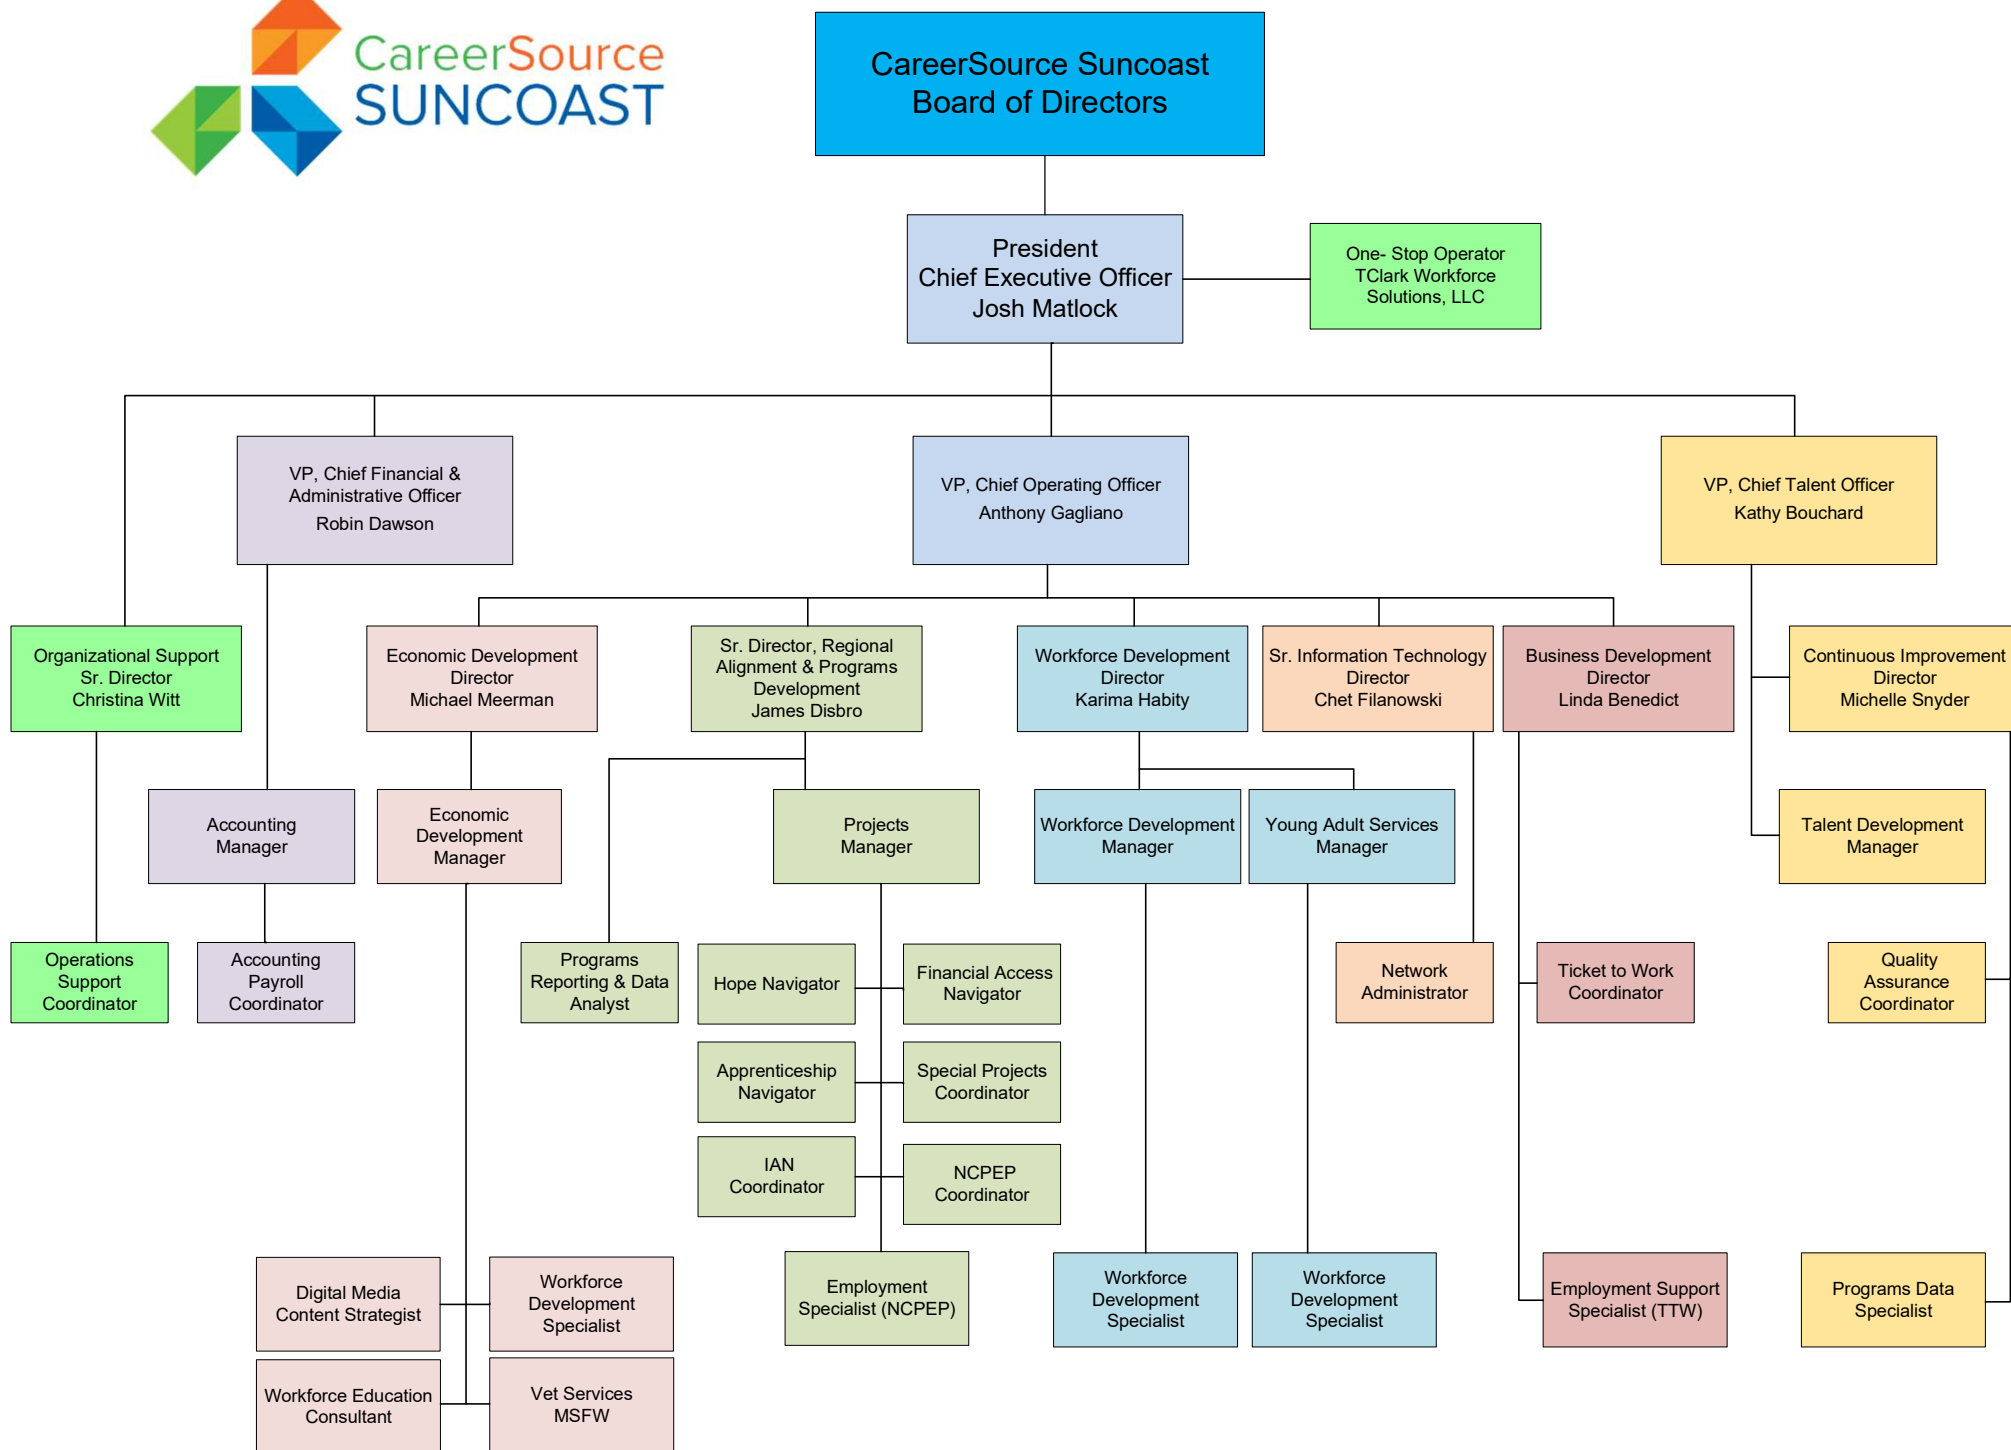 CareerSource
SUNCOAST
CareerSource Suncoast
Board of Directors
President
Chief Executive Officer
Josh Matlock
One- Stop Operator
TClark Workforce
Solutions, LLC
VP, Chief Financial &
Administrative Officer
Robin Dawson
VP, Chief Operating Officer
Anthony Gagliano
VP, Chief Talent Officer
Kathy Bouchard
Organizational Support
Sr. Director
Christina Witt
Economic Development
Director
Michael Meerman
Sr. Director, Regional
Alignment & Programs
Development
James Disbro
Workforce Development
Director
Karima Habity
Sr. Information Technology
Director
Chet Filanowski
Business Development
Director
Linda Benedict
Continuous Improvement
Director
Michelle Snyder
Accounting
Manager
Economic
Development
Manager
Projects
Manager
Workforce Development
Manager
Young Adult Services
Manager
Talent Development
Manager
Operations
Support
Coordinator
Accounting
Payroll
Coordinator
Programs
Reporting & Data
Analyst
Hope Navigator
Financial Access
Navigator
Network
Administrator
Ticket to Work
Coordinator
Quality
Assurance
Coordinator
Apprenticeship
Navigator
Special Projects
Coordinator
IAN
Coordinator
NCPEP
Coordinator
Digital Media
Content Strategist
Workforce
Development
Specialist
Employment
Specialist (NCPEP)
Workforce
Development
Specialist
Workforce
Development
Specialist
Employment Support
Specialist (TTW)
Programs Data
Specialist
Workforce Education
Consultant
Vet Services
MSFW